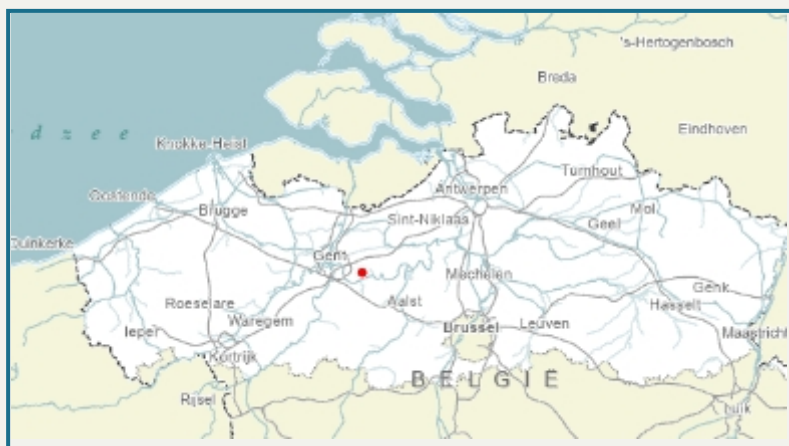 's-Hertogenbosch
Breda
Eindhoven
d z e e
Knokke-Heist
Turnhout
Antwerpen
Oostende
Brugge
Sint-Niklaas
Mol
Geel
Duinkerke
Gent
Mechelen
Genk
Roeselare
Aalst
Hasselt
Ieper
Waregem
Brussel
Leuven
Maastricht
Kortrijk
BELGIË
Rijsel
Luik